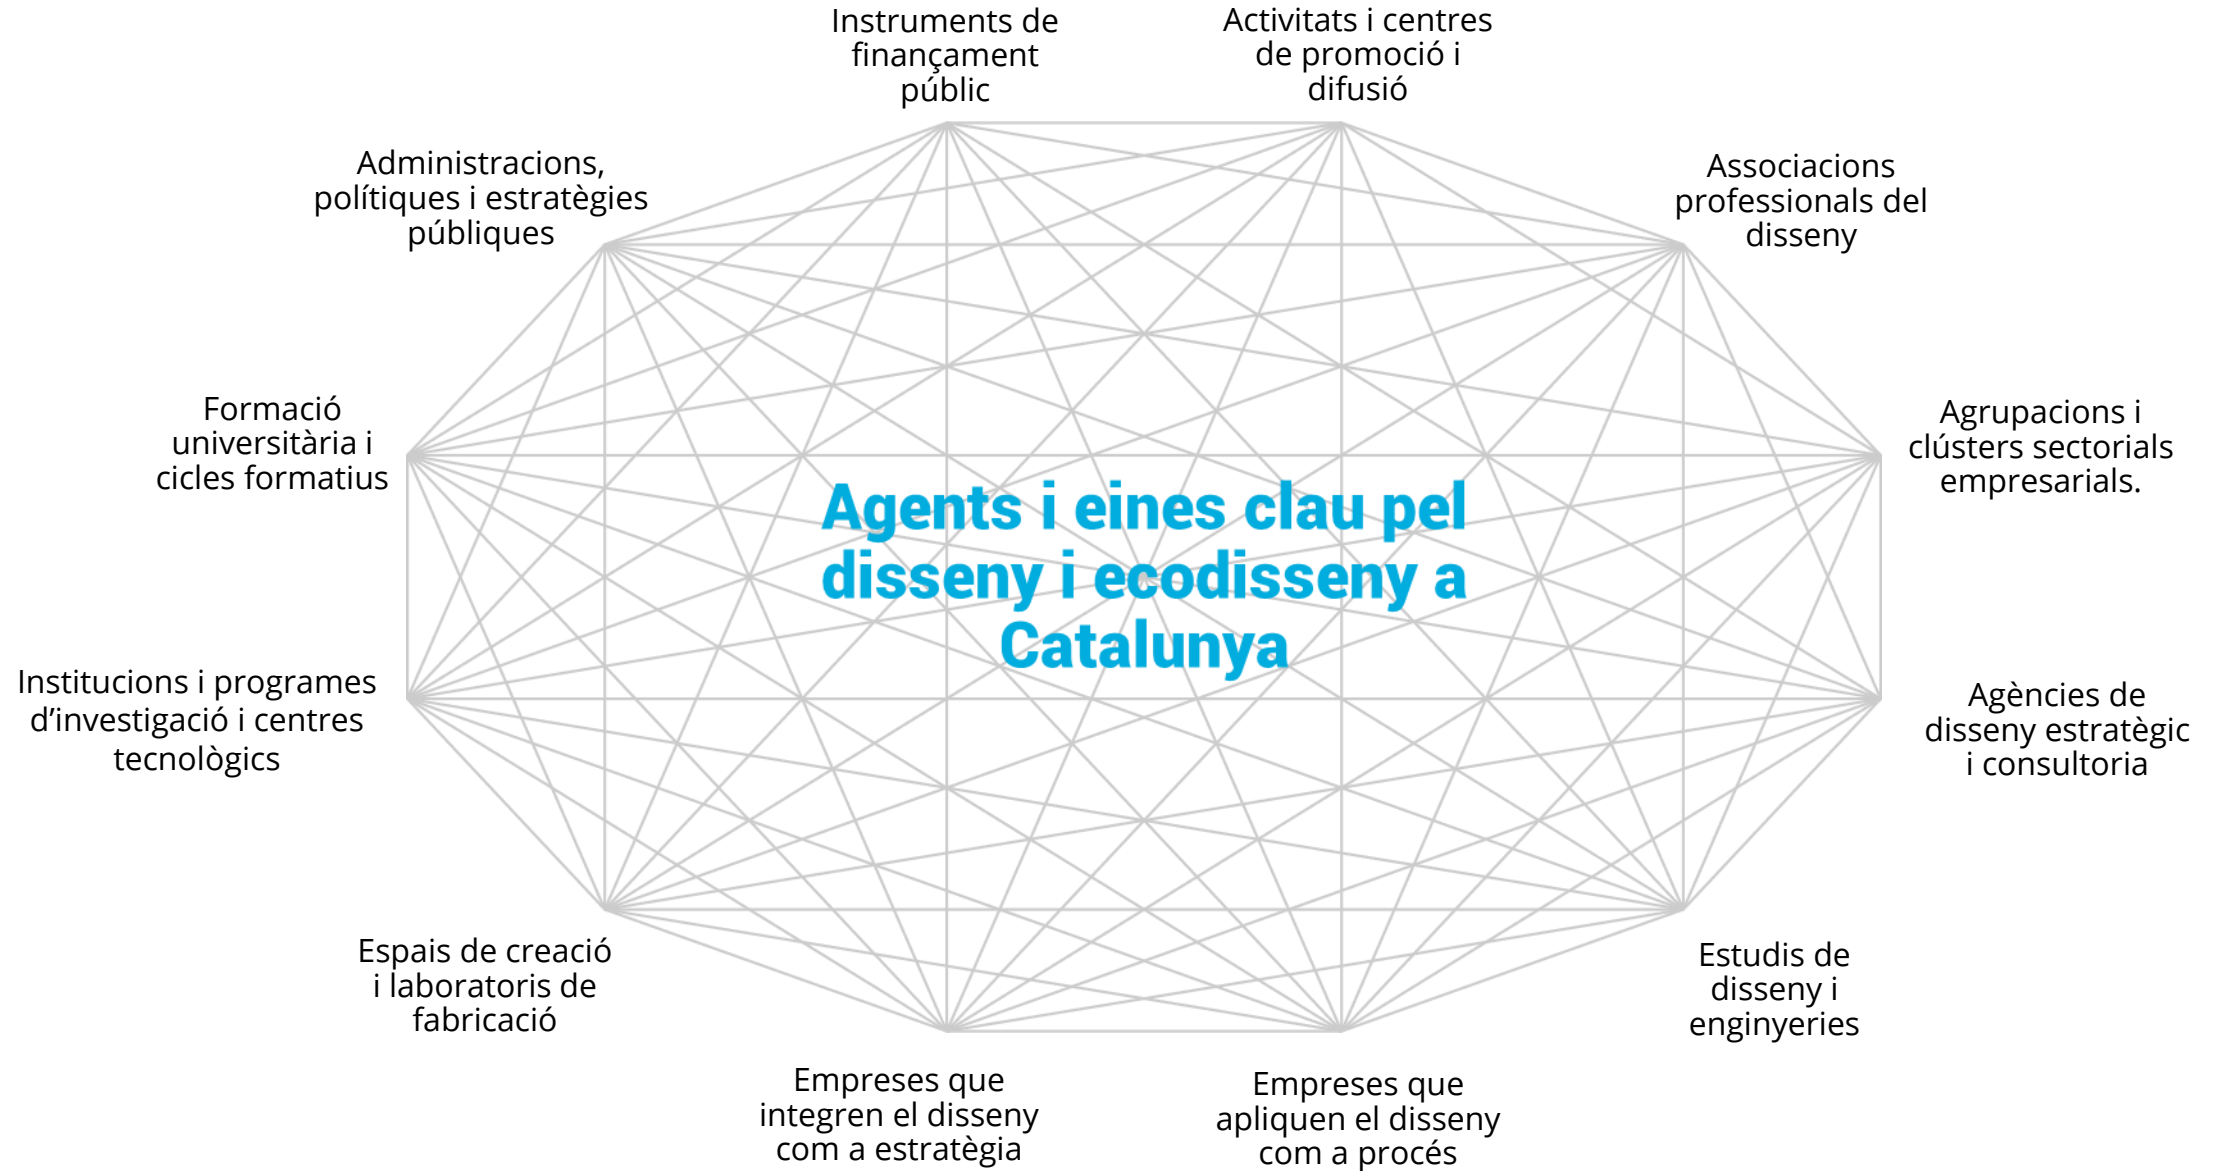 Instruments de
finançament
públic
Activitats i centres
de promoció i
difusió
Administracions,
polítiques i estratègies
públiques
Associacions
professionals del
disseny
Formació
universitària i
cicles formatius
Agrupacions i
clústers sectorials
empresarials.
Agents i eines clau pel
disseny i ecodisseny a
Catalunya
Institucions i programes
d’investigació i centres
tecnològics
Agències de
disseny estratègic
i consultoria
Espais de creació
i laboratoris de
fabricació
Estudis de
disseny i
enginyeries
Empreses que
integren el disseny
com a estratègia
Empreses que
apliquen el disseny
com a procés